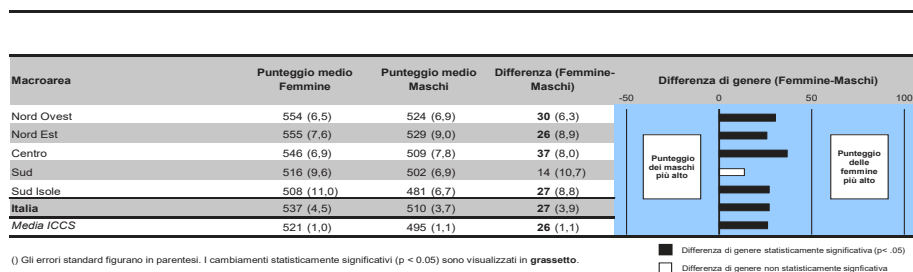 Macroarea Punteggio medio Femmine Punteggio medio Maschi Differenza (Femmine-Maschi) Differenza di genere (Femmine-Maschi)
-50 0 50 100
Nord Ovest 554 (6,5) 524 (6,9) 30 (6,3)
Nord Est 555 (7,6) 529 (9,0) 26 (8,9)
Centro 546 (6,9) 509 (7,8) 37 (8,0)
Sud 516 (9,6) 502 (6,9) 14 (10,7)
Sud Isole 508 (11,0) 481 (6,7) 27 (8,8)
Italia 537 (4,5) 510 (3,7) 27 (3,9)
Media ICCS 521 (1,0) 495 (1,1) 26 (1,1)
Punteggio
dei maschi
più alto
Punteggio
delle
femmine
più alto
() Gli errori standard figurano in parentesi. I cambiamenti statisticamente significativi (p < 0.05) sono visualizzati in grassetto.
Differenza di genere statisticamente significativa (p< .05)
Differenza di genere non statisticamente signficativa